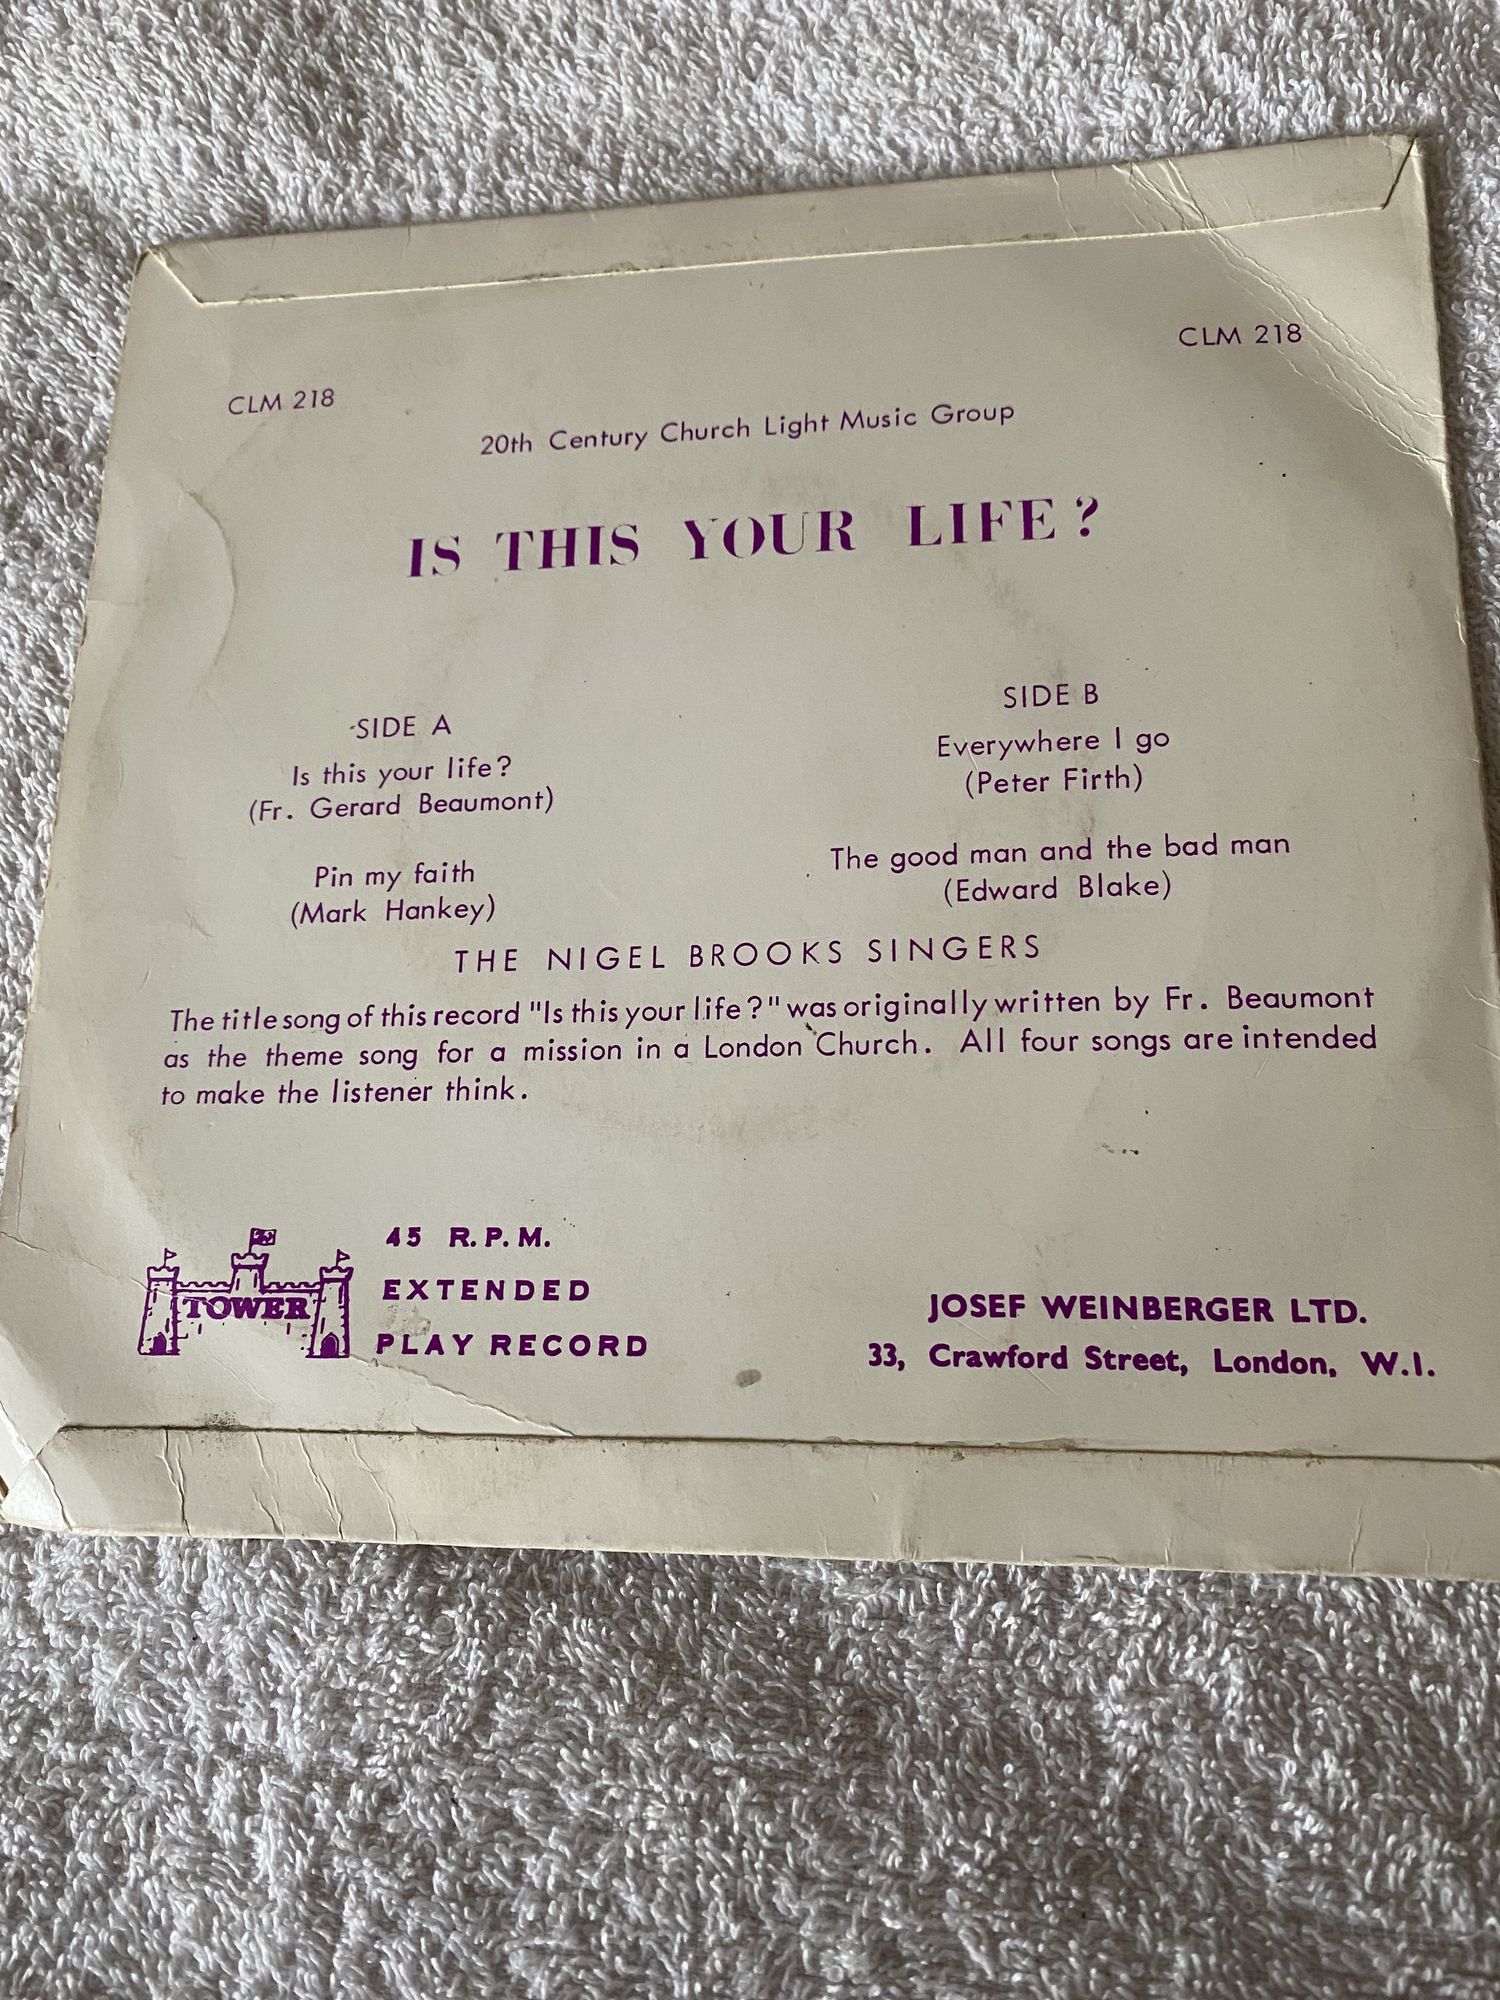 CLM 218
CLM 218
20th Century Church Light Music Group
IS THIS YOUR LIFE?
SIDE A
Is this your life?
(Fr. Gerard Beaumont)
Pin my faith
(Mark Hankey)
SIDE B
Everywhere I go
(Peter Firth)
The good man and the bad man
(Edward Blake)
THE NIGEL BROOKS SINGERS
The title song of this record "Is this your life?" was originally written by Fr. Beaumont
as the theme song for a mission in a London Church. All four songs are intended
to make the listener think.
TOWER
45 R.P.M.
EXTENDED
PLAY RECORD
JOSEF WEINBERGER LTD.
33, Crawford Street, London, W.I.